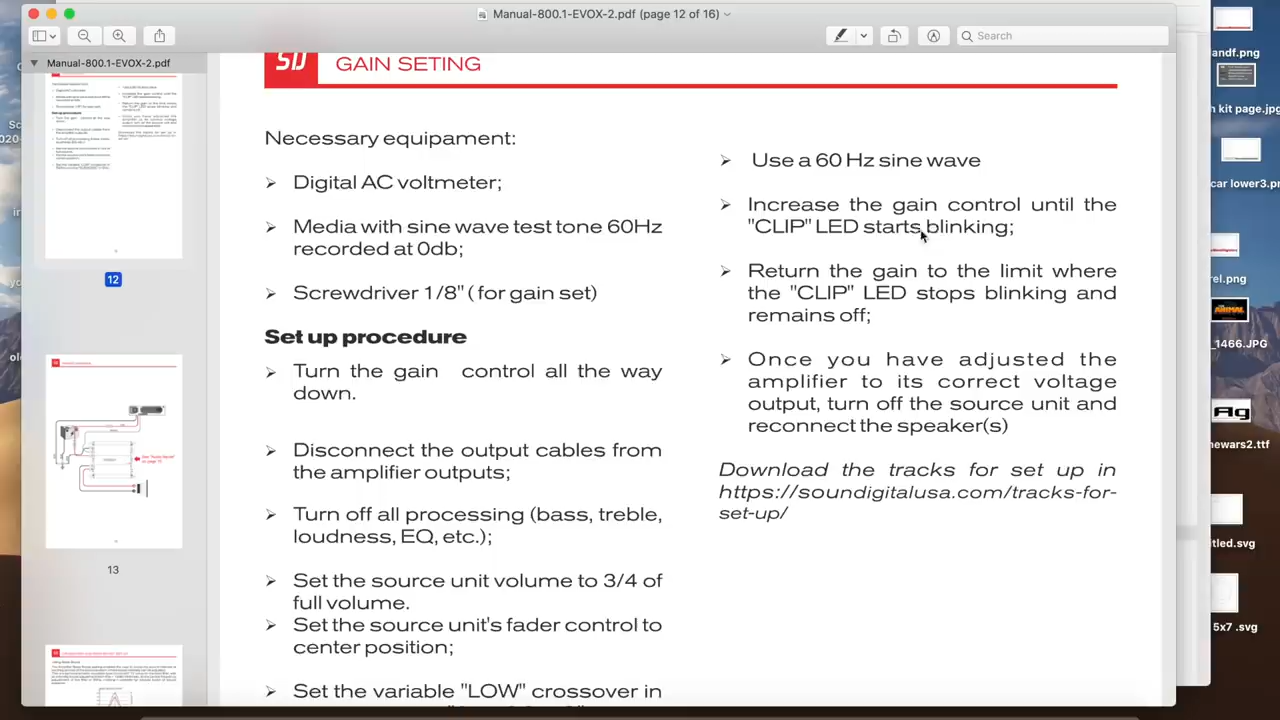 Manual-800.1-EVOX-2.pdf (page 12 of 16)
Search
Manual-800.1-EVOX-2.pdf
12
13
SD
GAIN SETING
Necessary equipament:
Digital AC voltmeter;
Media with sine wave test tone 60Hz
recorded at 0db;
Screwdriver 1/8" ( for gain set)
Set up procedure
Turn the gain control all the way
down.
Disconnect the output cables from
the amplifier outputs;
Turn off all processing (bass, treble,
loudness, EQ, etc.);
Set the source unit volume to 3/4 of
full volume.
Set the source unit's fader control to
center position;
Set the variable "LOW" crossover in
Use a 60 Hz sine wave
Increase the gain control until the
"CLIP" LED starts blinking;
Return the gain to the limit where
the "CLIP" LED stops blinking and
remains off;
Once you have adjusted the
amplifier to its correct voltage
output, turn off the source unit and
reconnect the speaker(s)
Download the tracks for set up in
https://soundigitalusa.com/tracks-for-
set-up/
andf.png
h kit page.jpg
car lower3.pr
rel.png
ANIMAL
_1466.JPG
Ag
newars2.ttf
tled.svg
5x7 .svg